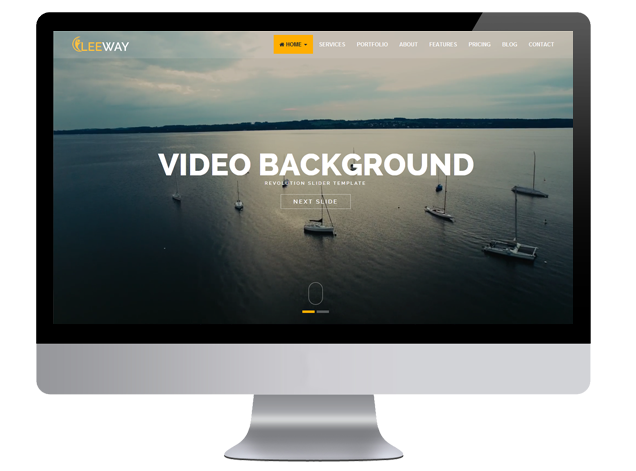 LEEWAY
HOME SERVICES PORTFOLIO ABOUT FEATURES PRICING BLOG CONTACT
VIDEO BACKGROUND
REVOLUTION SLIDER TEMPLATE
NEXT SLIDE